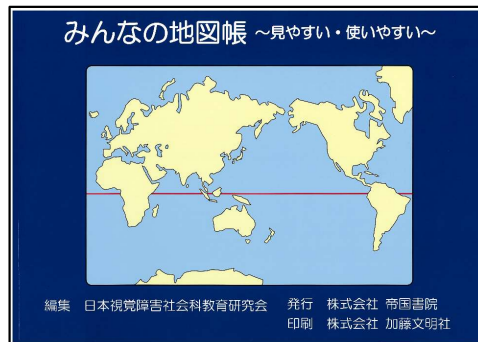 みんなの地図帳 ～見やすい・使いやすい～
編集 日本視覚障害社会科教育研究会
発行 株式会社 帝国書院
印刷 株式会社 加藤文明社